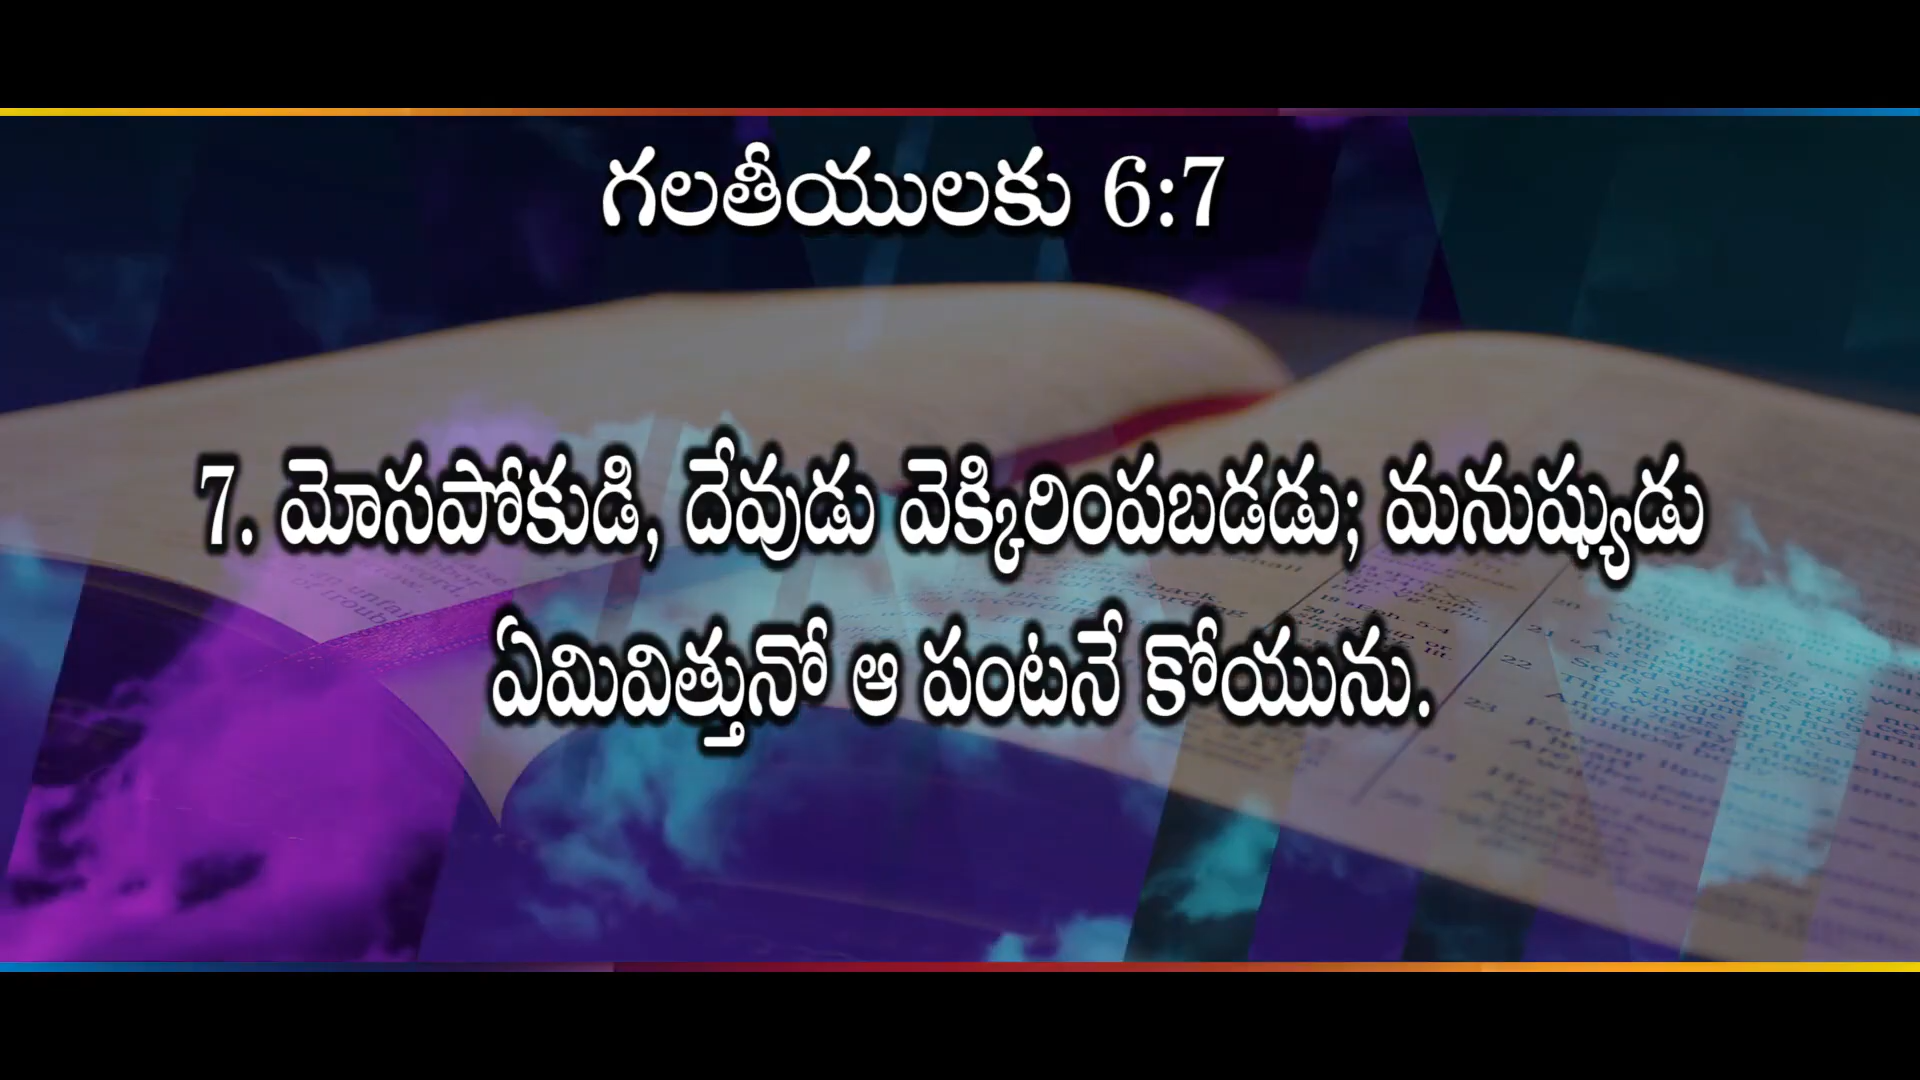 గలతీయులకు 6:7
7. మోసపోకుడి, దేవుడు వెక్కిరింపబడడు; మనుష్యుడు
ఏమివిత్తునో ఆ పంటనే కోయును.